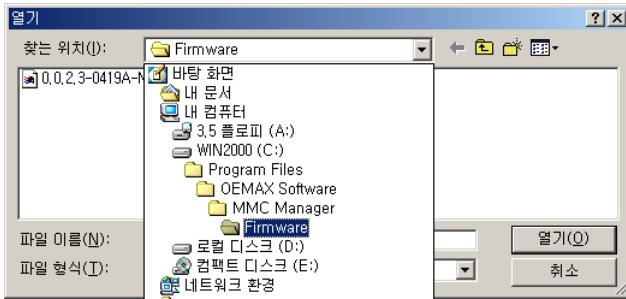 열기
찾는 위치(I):
Firmware
0,0,2,3-0419A-
바탕 화면
내 문서
내 컴퓨터
3,5 플로피 (A:)
WIN2000 (C:)
Program Files
OEMAX Software
MMC Manager
Firmware
로컬 디스크 (D:)
컴팩트 디스크 (E:)
네트워크 환경
파일 이름(N):
열기(O)
파일 형식(T):
취소